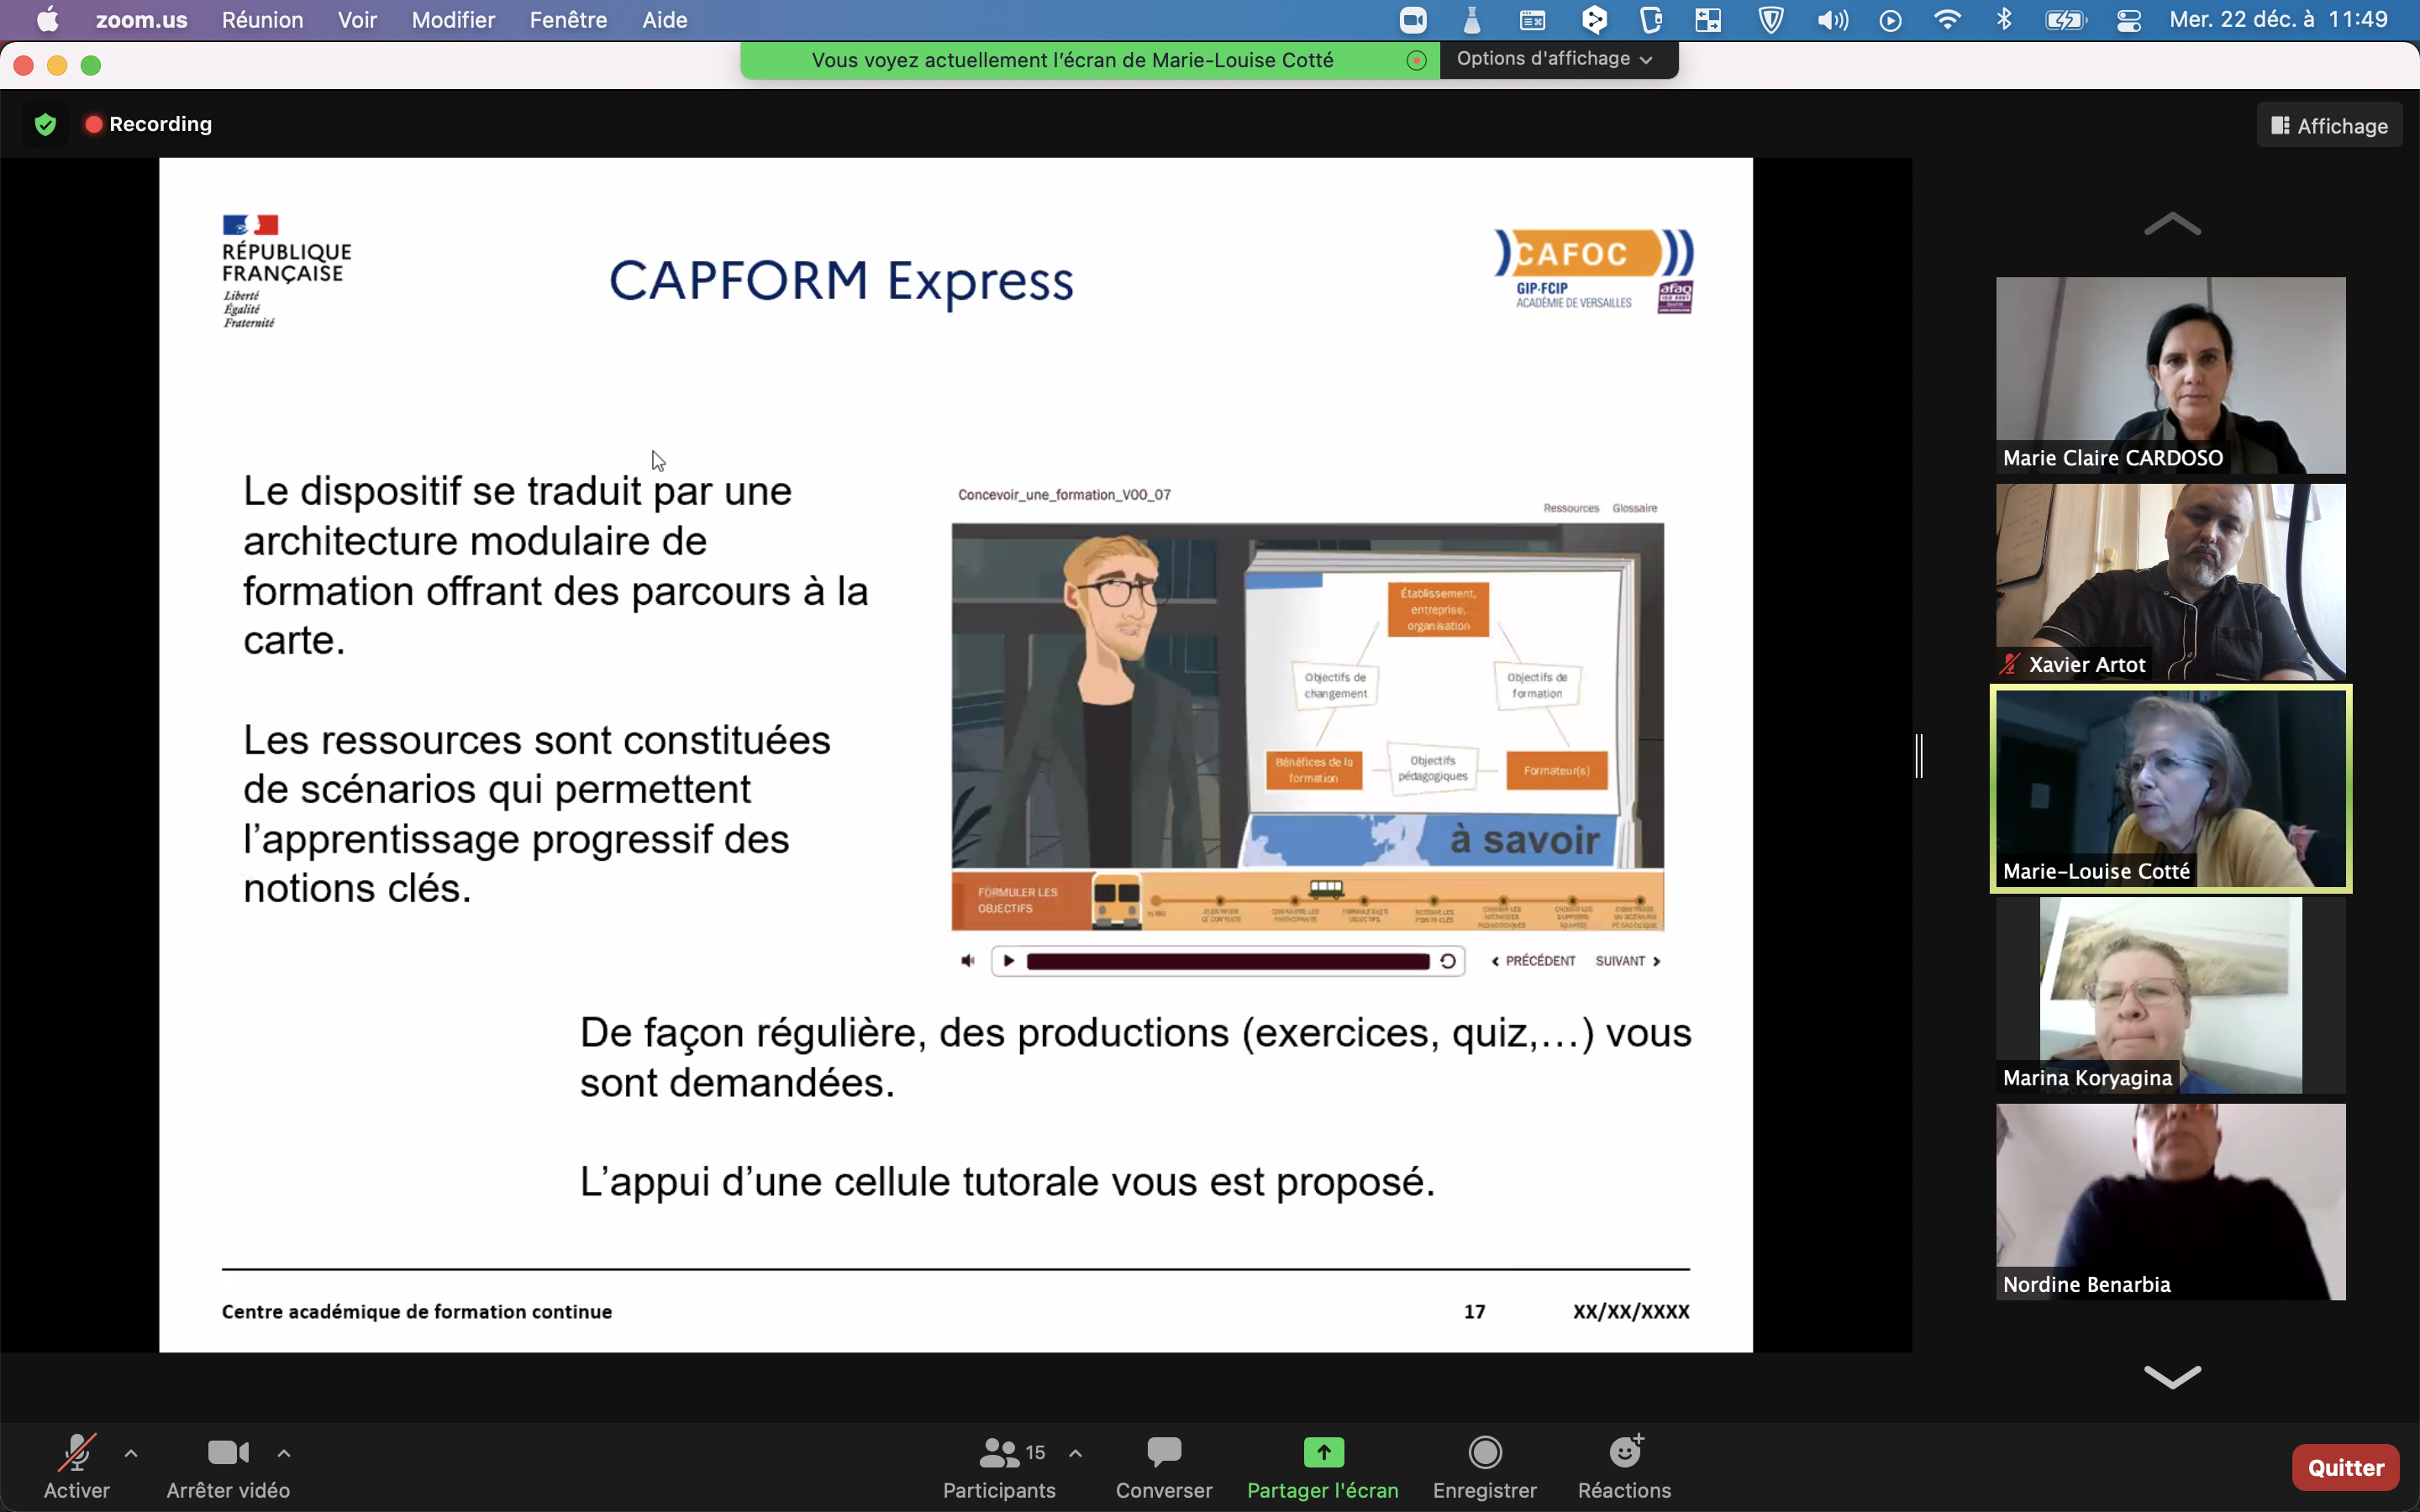 zoom.us Réunion Voir Modifier Fenêtre Aide
Mer. 22 déc. à 11:49
Vous voyez actuellement l'écran de Marie-Louise Cotté
Options d'affichage
Recording
Affichage
RÉPUBLIQUE
FRANÇAISE
Liberté
Égalité
Fraternité
CAPFORM Express
CAFOC
GIP-FCIP
ACADÉMIE DE VERSAILLES
afaq
Le dispositif se traduit par une
architecture modulaire de
formation offrant des parcours à la
carte.
Les ressources sont constituées
de scénarios qui permettent
l'apprentissage progressif des
notions clés.
Concevoir_une_formation_V00_07
Ressources Glossaire
Établissement,
entreprise,
organisation
Objectifs de
changement
Objectifs de
formation
Bénéfices de la
formation
Objectifs
pédagogiques
Formateur(s)
à savoir
FORMULER LES
OBJECTIFS
PRÉCÉDENT SUIVANT
De façon régulière, des productions (exercices, quiz,...) vous
sont demandées.
L'appui d'une cellule tutorale vous est proposé.
Centre académique de formation continue
17
XX/XX/XXXX
Marie Claire CARDOSO
Xavier Artot
Marie-Louise Cotté
Marina Koryagina
Nordine Benarbia
Activer
Arrêter vidéo
15
Participants
Converser
Partager l'écran
Enregistrer
Réactions
Quitter